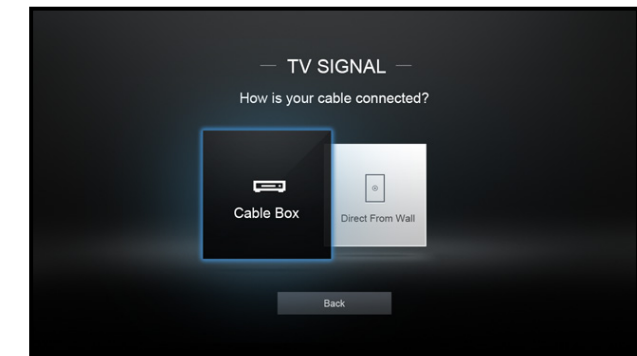 TV SIGNAL
How is your cable connected?
Cable Box
Direct From Wall
Back